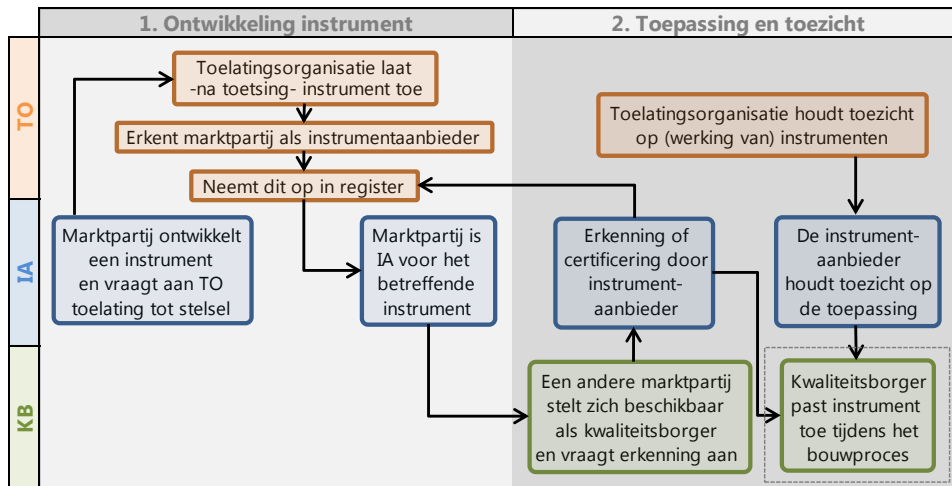 1. Ontwikkeling instrument
2. Toepassing en toezicht
TO
Toelatingsorganisatie laat
-na toetsing- instrument toe
Erkent marktpartij als instrumentaanbieder
Neemt dit op in register
Toelatingsorganisatie houdt toezicht
op (werking van) instrumenten
IA
Marktpartij ontwikkelt
een instrument
en vraagt aan TO
toelating tot stelsel
Marktpartij is
IA voor het
betreffende
instrument
Erkenning of
certificering door
instrument-
aanbieder
De instrument-
aanbieder
houdt toezicht op
de toepassing
KB
Een andere marktpartij
stelt zich beschikbaar
als kwaliteitsborger
en vraagt erkenning aan
Kwaliteitsborger
past instrument
toe tijdens het
bouwproces